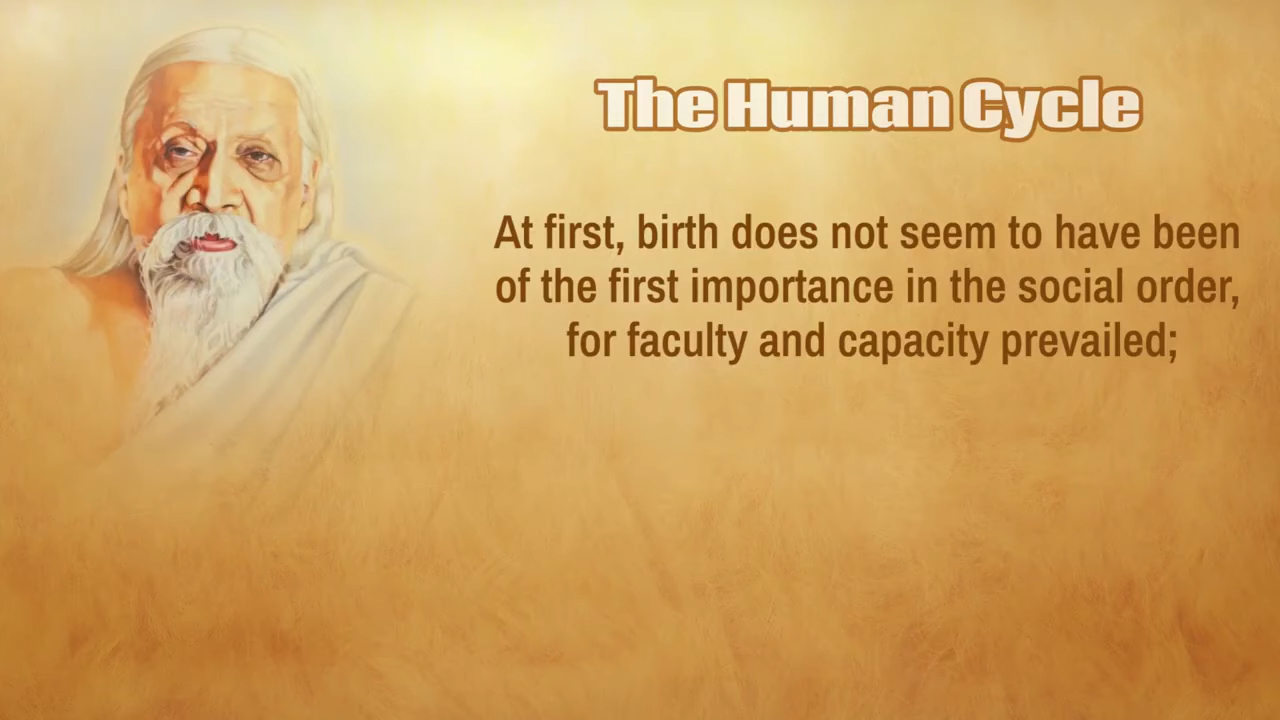 The Human Cycle
At first, birth does not seem to have been
of the first importance in the social order,
for faculty and capacity prevailed;